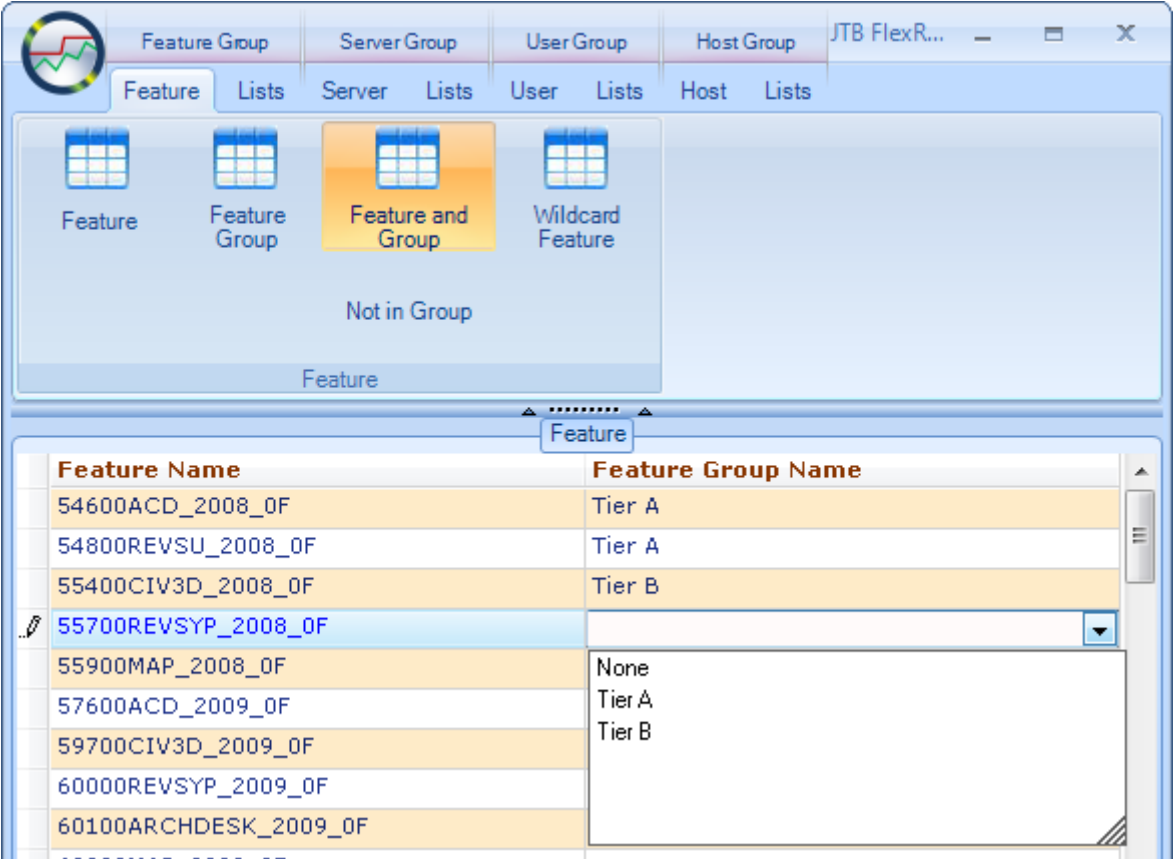 Feature Group Server Group User Group Host Group JTB FlexR...
Feature Lists Server Lists User Lists Host Lists
Feature
Feature
Group
Feature and
Group
Wildcard
Feature
Not in Group
Feature
Feature
Feature Name Feature Group Name
54600ACD_2008_0F Tier A
54800REVSU_2008_0F Tier A
55400CIV3D_2008_0F Tier B
55700REVSYP_2008_0F
55900MAP_2008_0F
57600ACD_2009_0F
59700CIV3D_2009_0F
60000REVSYP_2009_0F
60100ARCHDESK_2009_0F
None
Tier A
Tier B